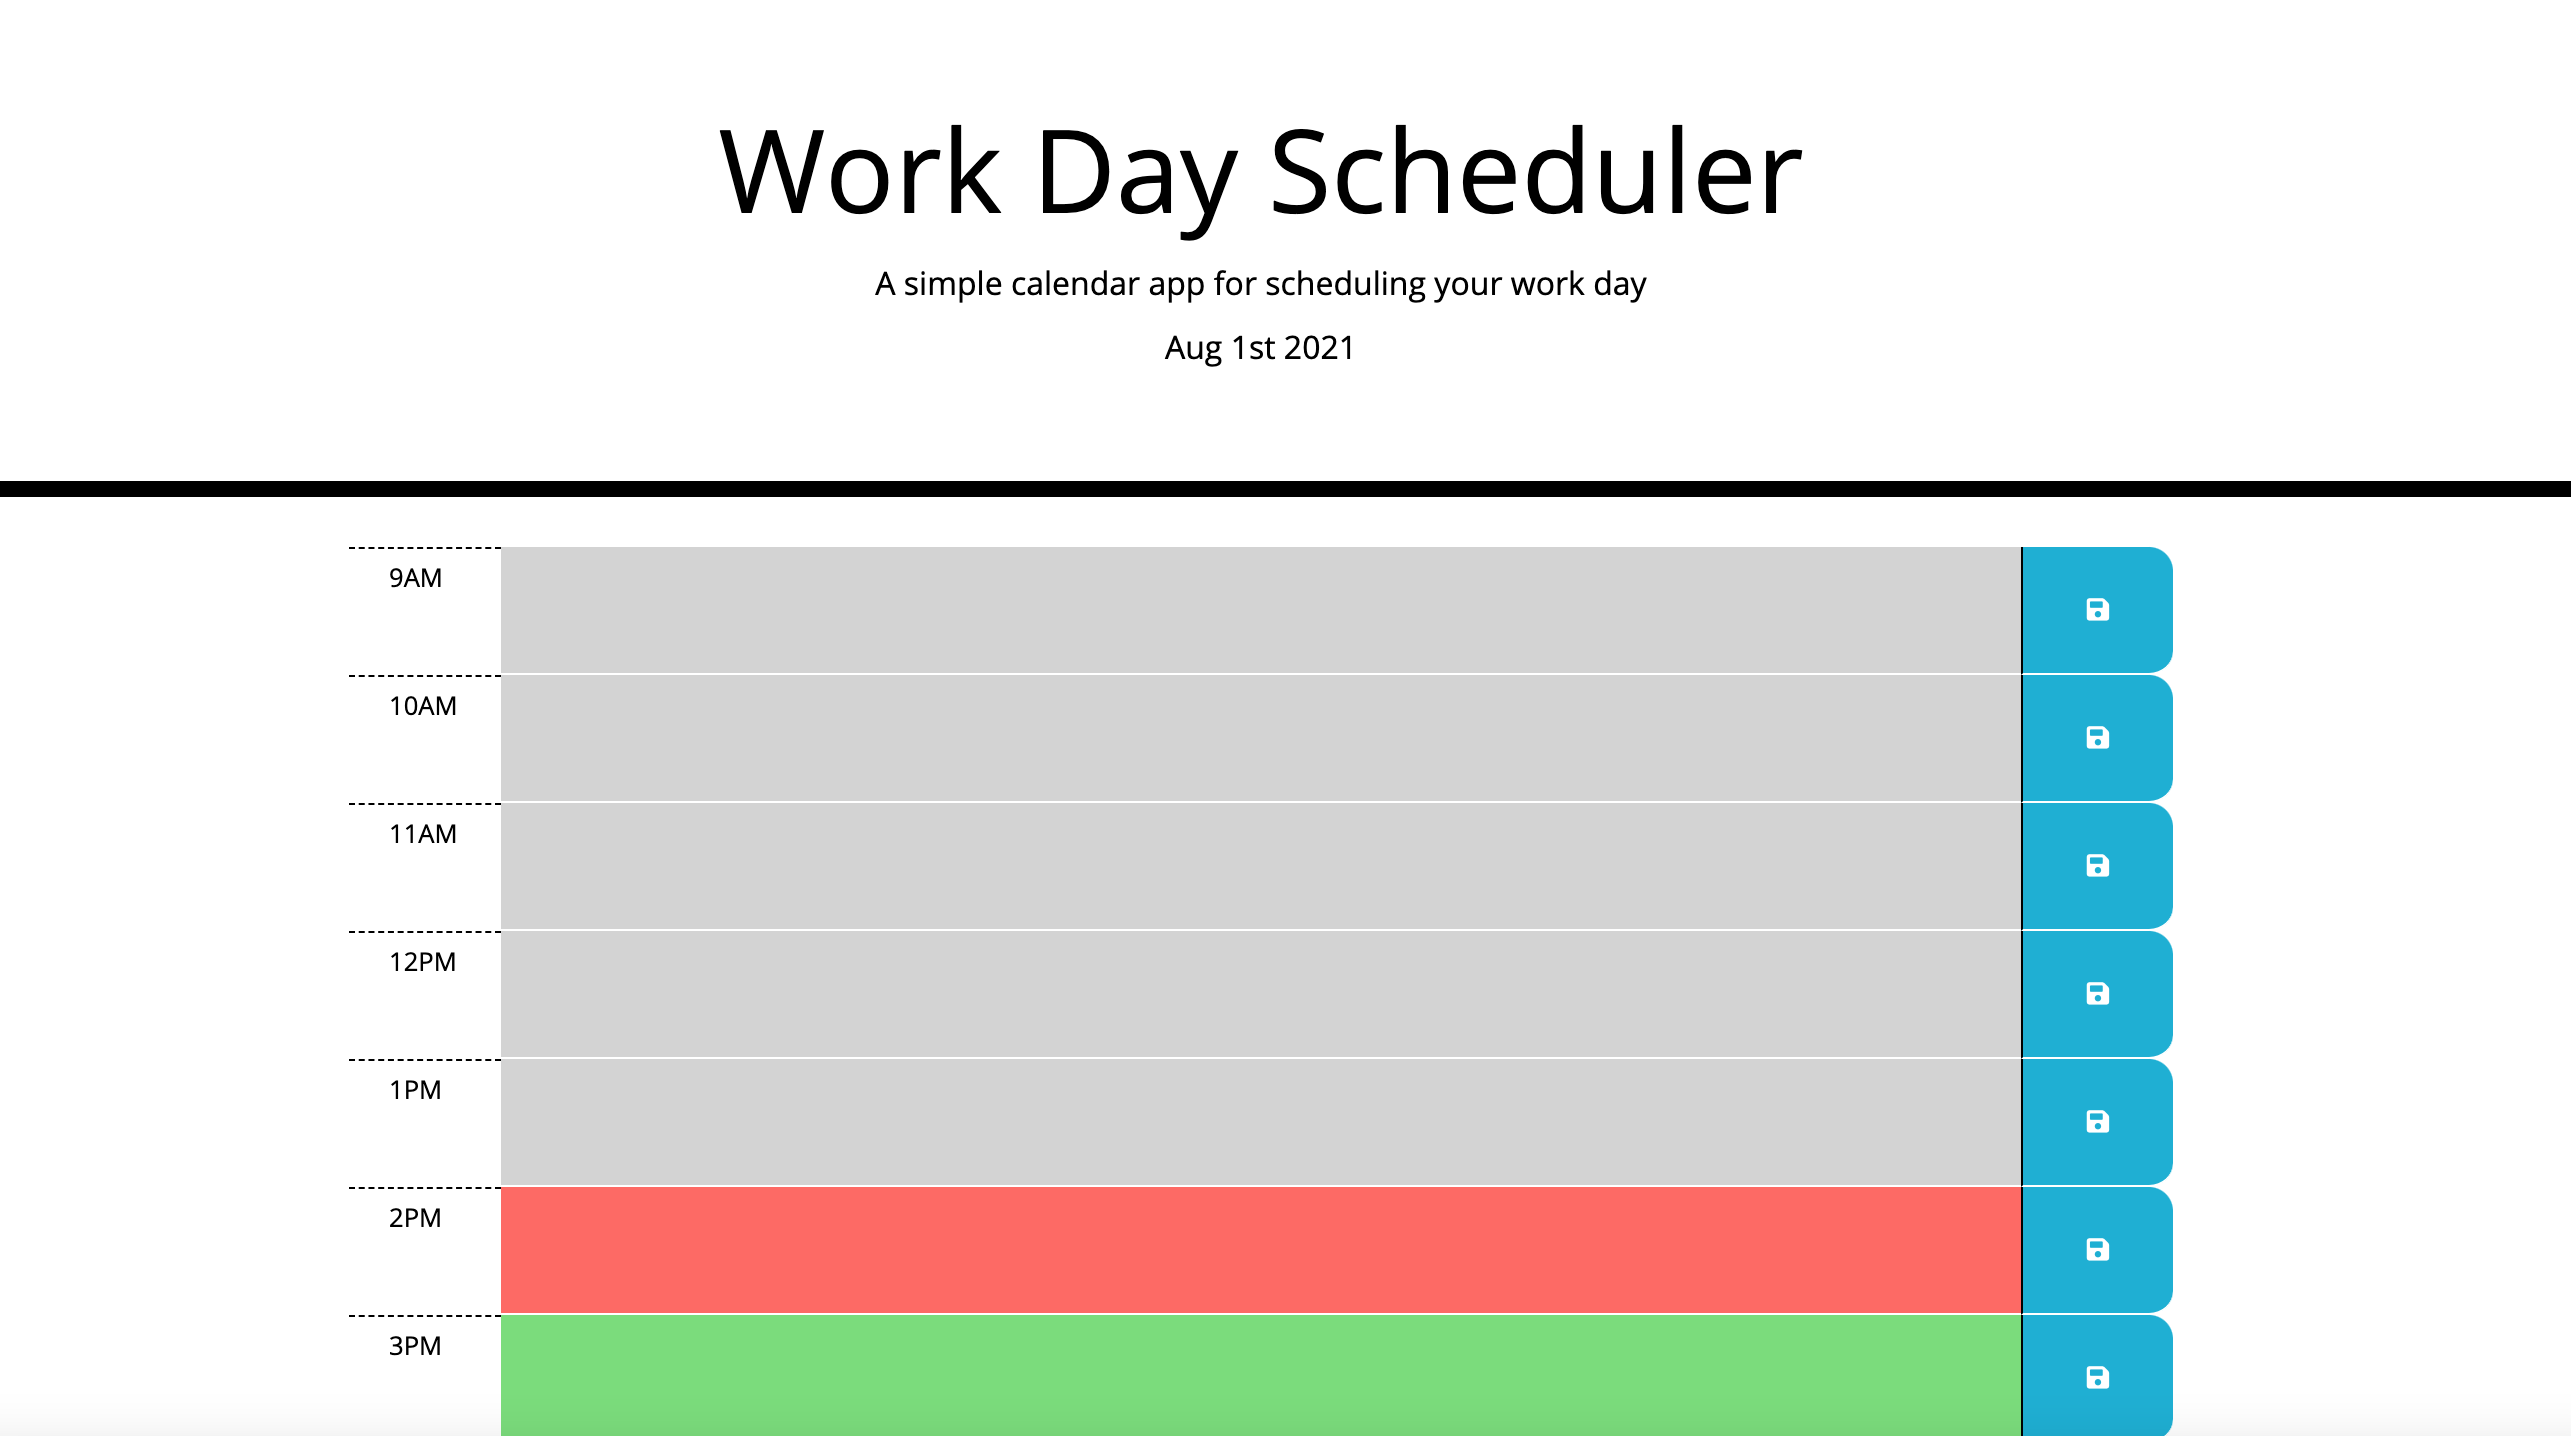 Work Day Scheduler
A simple calendar app for scheduling your work day
Aug 1st 2021
9AM
10AM
11AM
12PM
1PM
2PM
3PM